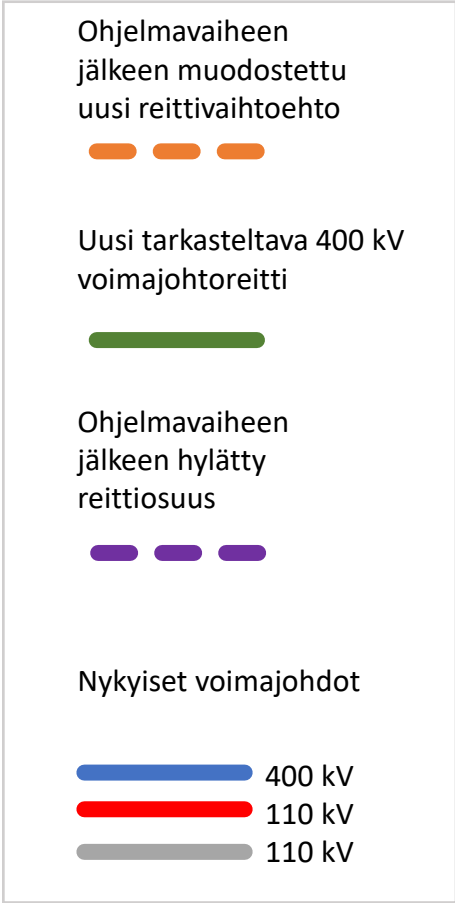 Ohjelmavaiheen
jälkeen muodostettu
uusi reittivaihtoehto
Uusi tarkasteltava 400 kV
voimajohtoreitti
Ohjelmavaiheen
jälkeen hylätty
reittiosuus
Nykyiset voimajohdot
400 kV
110 kV
110 kV